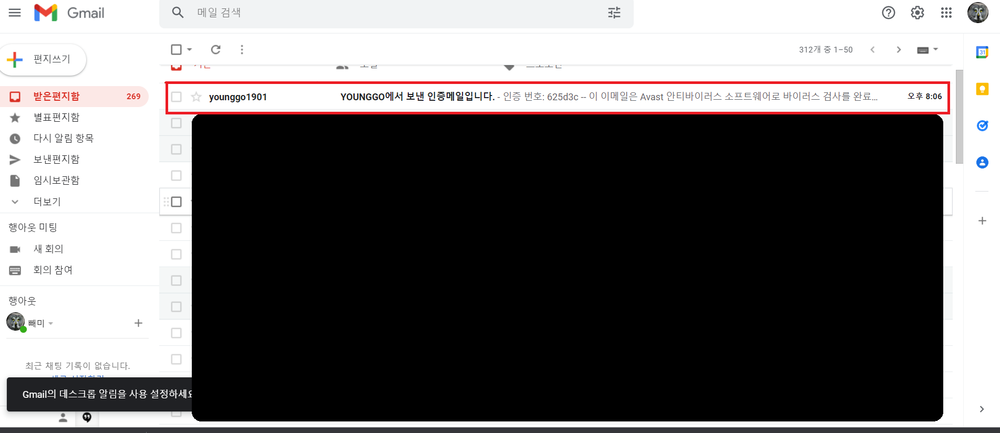 Gmail
메일 검색
편지쓰기
312개 중 1–50
받은편지함 269
별표편지함
다시 알림 항목
보낸편지함
임시보관함
더보기
younggo1901 YOUNGGO에서 보낸 인증메일입니다. - 인증 번호: 625d3c -- 이 이메일은 Avast 안티바이러스 소프트웨어로 바이러스 검사를 완료... 오후 8:06
행아웃 미팅
새 회의
회의 참여
행아웃
빼미
최근 채팅 기록이 없습니다.
Gmail의 데스크톱 알림을 사용 설정하세요
31